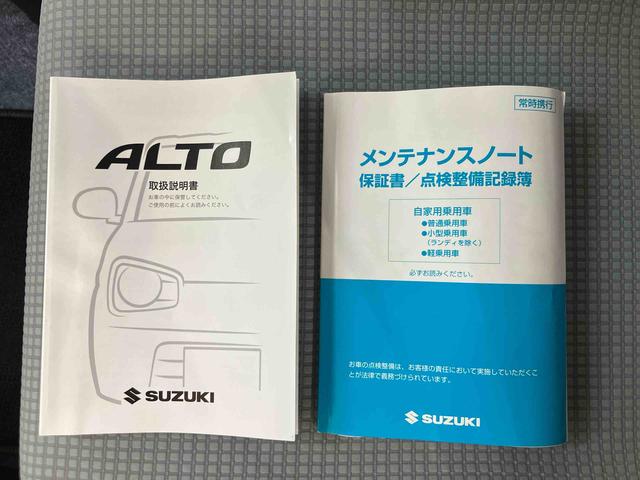 ALTO
取扱説明書
お車の中に保管してください。
ご使用の前によくお読みください。
SUZUKI
常時携行
メンテナンスノート
保証書／点検整備記録簿
自家用乗用車
●普通乗用車
●小型乗用車
(ランディを除く)
●軽乗用車
必ずお読みください。
お車の点検整備は、お客様の責任において実施していただくこ
とが法律で義務づけられています。
SUZUKI